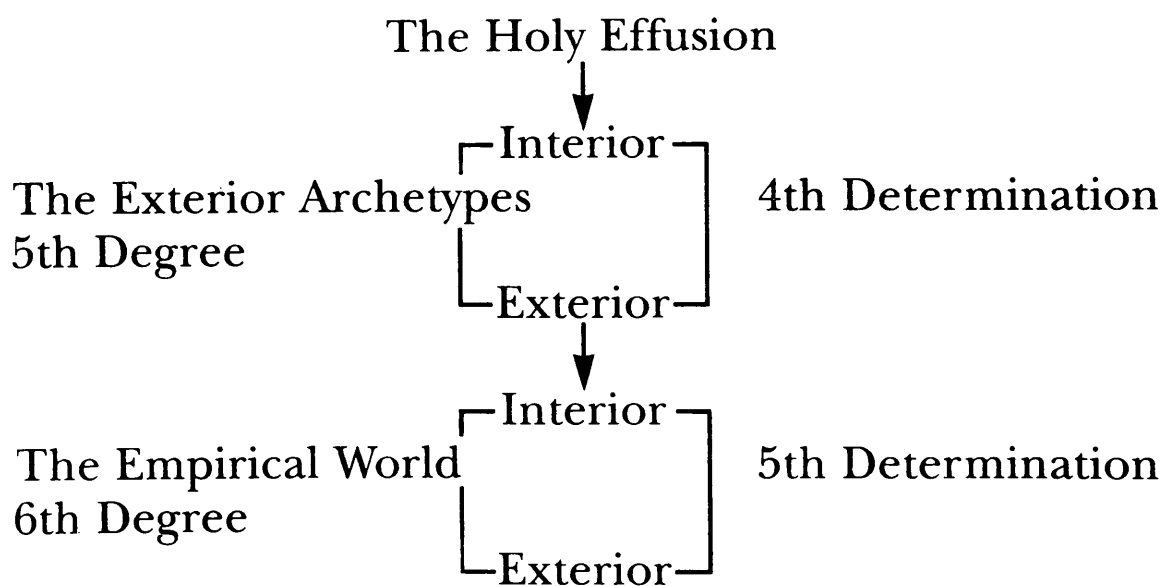 The Holy Effusion
Interior
The Exterior Archetypes
5th Degree
4th Determination
Exterior
Interior
The Empirical World
6th Degree
5th Determination
Exterior